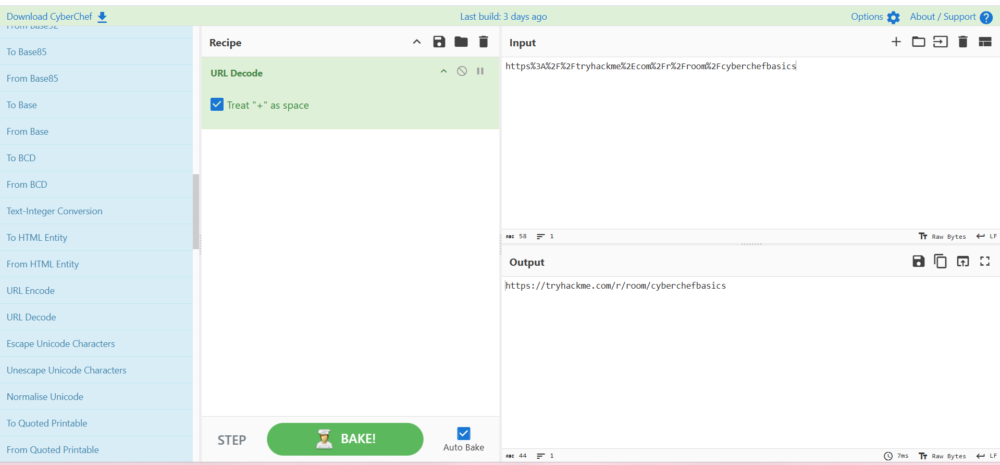 Download CyberChef
Last build: 3 days ago
Options
About / Support
From Base92
To Base85
From Base85
To Base
From Base
To BCD
From BCD
Text-Integer Conversion
To HTML Entity
From HTML Entity
URL Encode
URL Decode
Escape Unicode Characters
Unescape Unicode Characters
Normalise Unicode
To Quoted Printable
From Quoted Printable
Recipe
URL Decode
Treat "+" as space
STEP
BAKE!
Auto Bake
Input
https%3A%2F%2Ftryhackme%2Ecom%2Fr%2Froom%2Fcyberchefbasics
ABC 58 1
Raw Bytes LF
Output
https://tryhackme.com/r/room/cyberchefbasics
ABC 44 1
7ms Raw Bytes LF